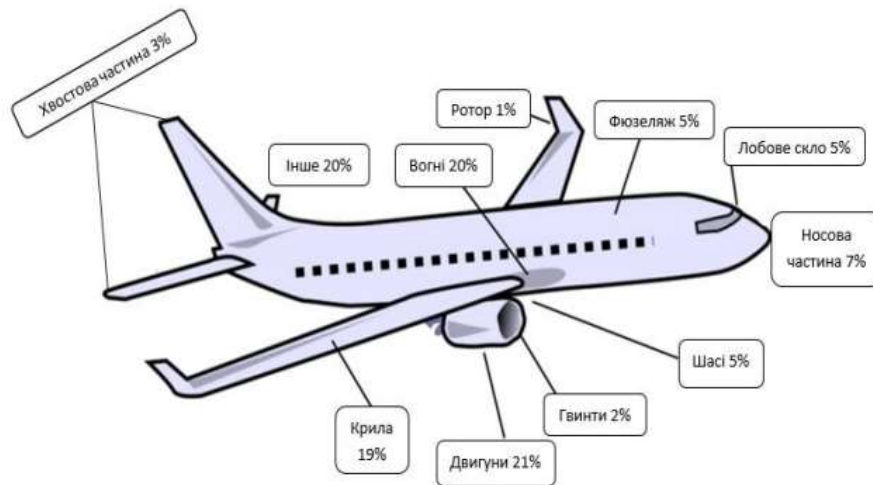 Хвостова частина 3%
Ротор 1%
Фюзеляж 5%
Лобове скло 5%
Інше 20%
Вогні 20%
Носова
частина 7%
Шасі 5%
Гвинти 2%
Крила
19%
Двигуни 21%